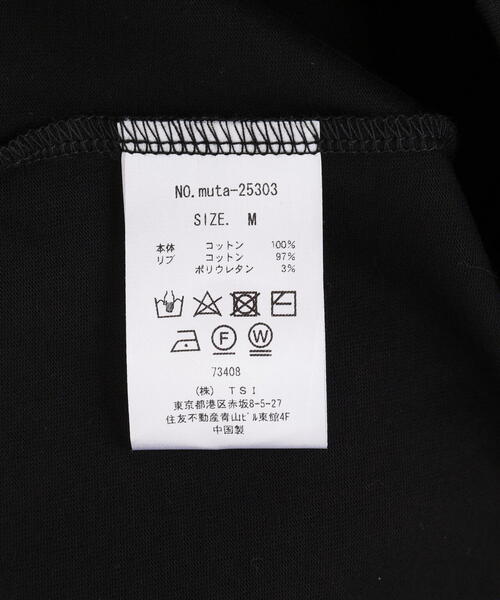 NO.muta-25303
SIZE. M
本体 コットン 100%
リブ コットン 97%
ポリウレタン 3%
F W
73408
(株) TSI
東京都港区赤坂8-5-27
住友不動産青山ﾋﾞﾙ東館4F
中国製